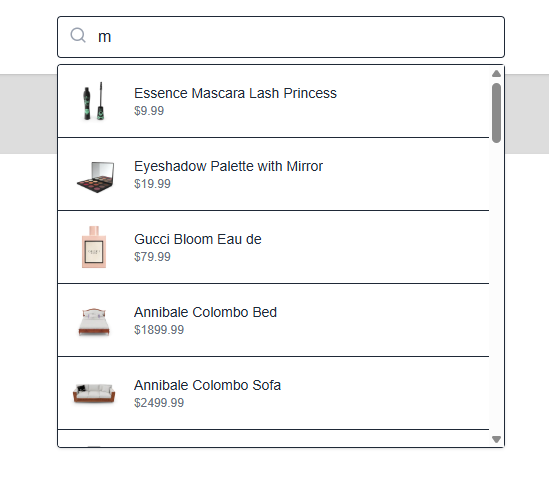 m
Essence Mascara Lash Princess
$9.99
Eyeshadow Palette with Mirror
$19.99
Gucci Bloom Eau de
$79.99
Annibale Colombo Bed
$1899.99
Annibale Colombo Sofa
$2499.99